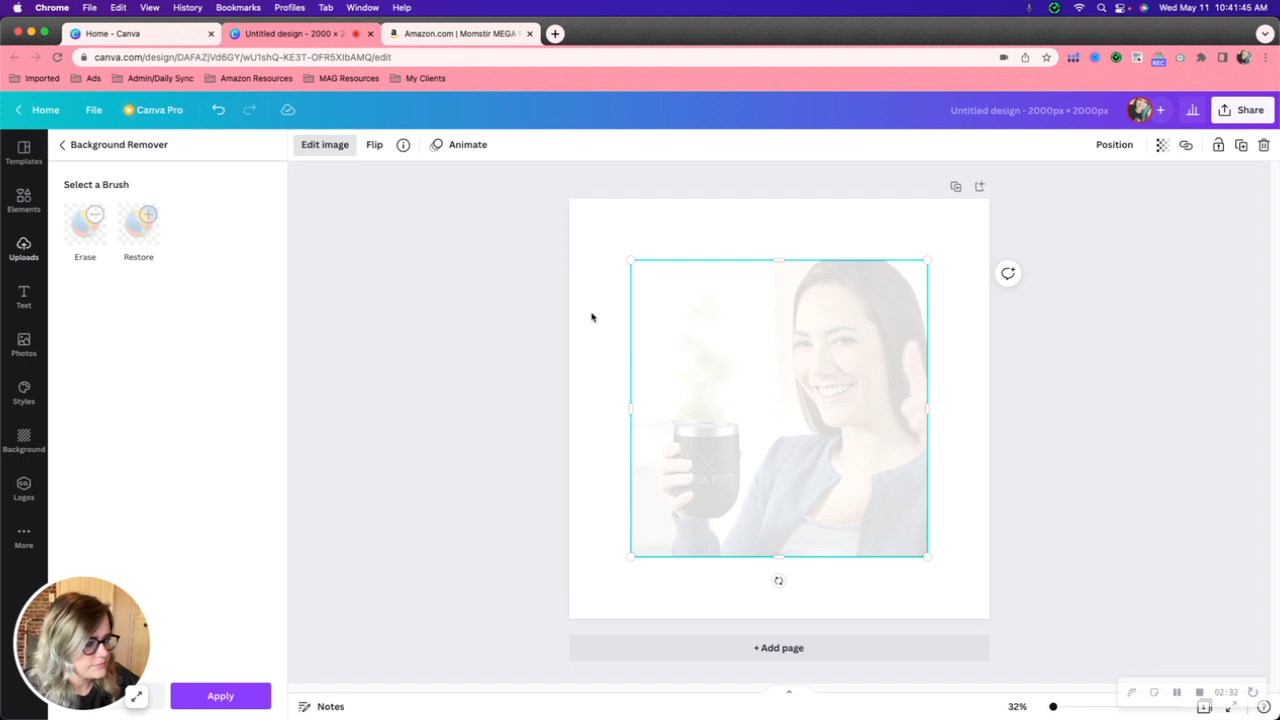 Chrome File Edit View History Bookmarks Profiles Tab Window Help Wed May 11 10:41:45 AM
Home - Canva Untitled design - 2000 x 2 Amazon.com | Momstir MEGA
canva.com/design/DAFAZjVd6GY/wU1shQ-KE3T-OFR5XIbAMQ/edit
Imported Ads Admin/Daily Sync Amazon Resources MAG Resources My Clients
Home File Canva Pro Untitled design - 2000px × 2000px Share
Background Remover Edit image Flip Animate Position
Templates
Select a Brush
Elements
Erase Restore
Uploads
Text
Photos
Styles
Background
Logos
More
+ Add page
Apply
Notes
02:32
32%